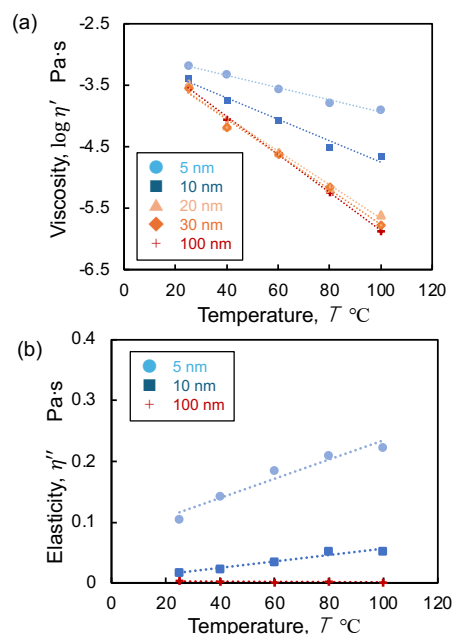 (a)
Viscosity, log η′ Pa·s
-2.5
-3.5
-4.5
-5.5
-6.5
5 nm
10 nm
20 nm
30 nm
100 nm
0 20 40 60 80 100 120
Temperature, T ℃
(b)
Elasticity, η″ Pa·s
0.4
0.3
0.2
0.1
0
5 nm
10 nm
100 nm
0 20 40 60 80 100 120
Temperature, T ℃